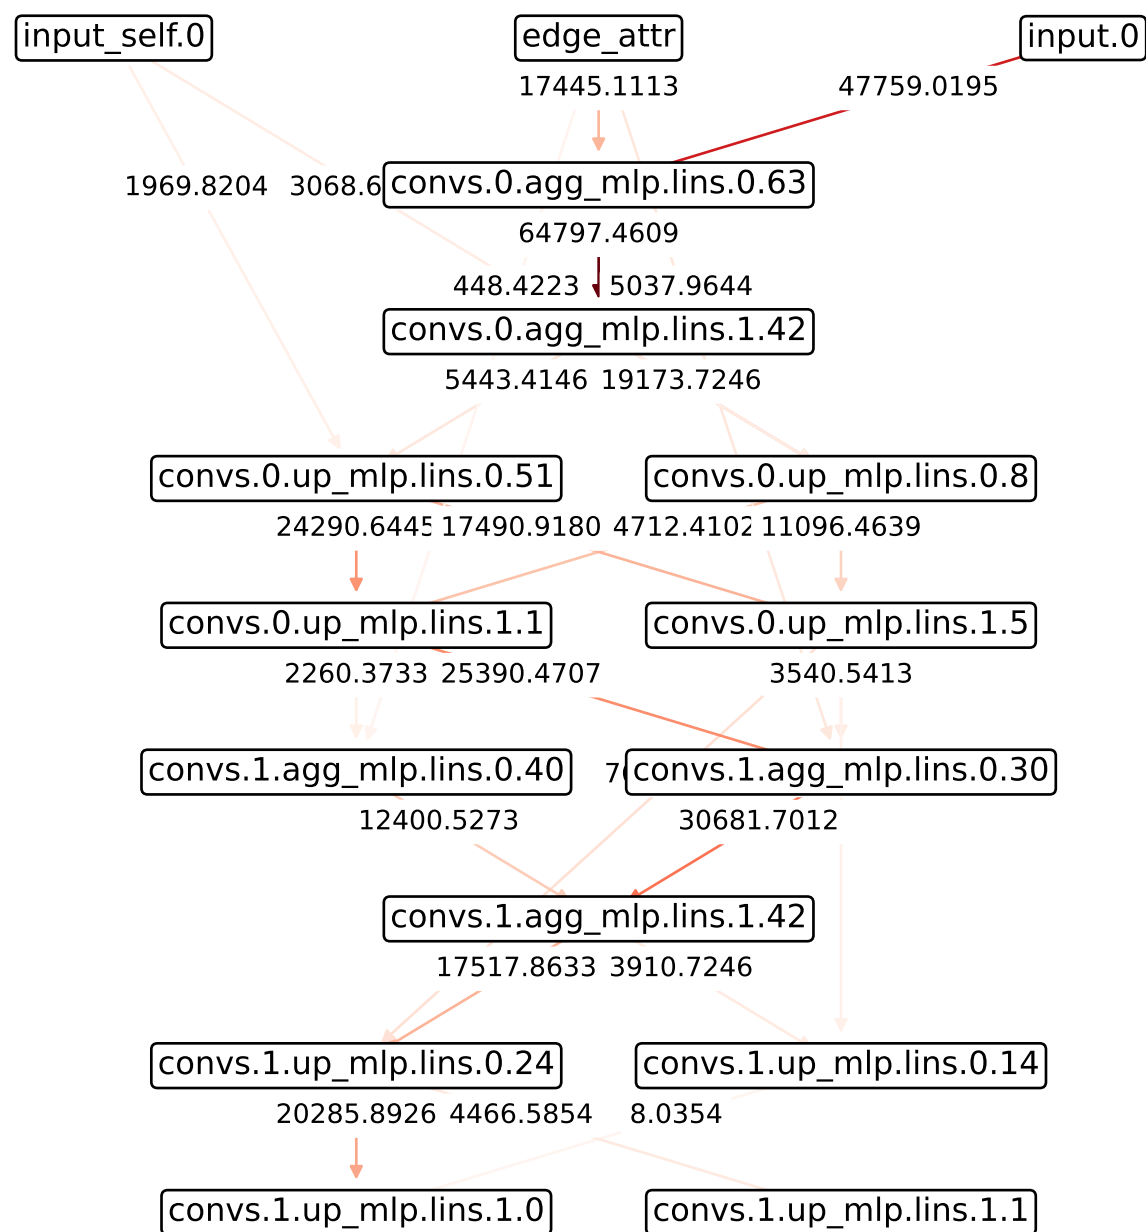 input_self.0 edge_attr input.0
17445.1113 47759.0195
1969.8204 3068.6 convs.0.agg_mlp.lins.0.63
64797.4609
448.4223 5037.9644
convs.0.agg_mlp.lins.1.42
5443.4146 19173.7246
convs.0.up_mlp.lins.0.51 convs.0.up_mlp.lins.0.8
24290.6445 17490.9180 4712.4102 11096.4639
convs.0.up_mlp.lins.1.1 convs.0.up_mlp.lins.1.5
2260.3733 25390.4707 3540.5413
convs.1.agg_mlp.lins.0.40 convs.1.agg_mlp.lins.0.30
12400.5273 30681.7012
convs.1.agg_mlp.lins.1.42
17517.8633 3910.7246
convs.1.up_mlp.lins.0.24 convs.1.up_mlp.lins.0.14
20285.8926 4466.5854 8.0354
convs.1.up_mlp.lins.1.0 convs.1.up_mlp.lins.1.1